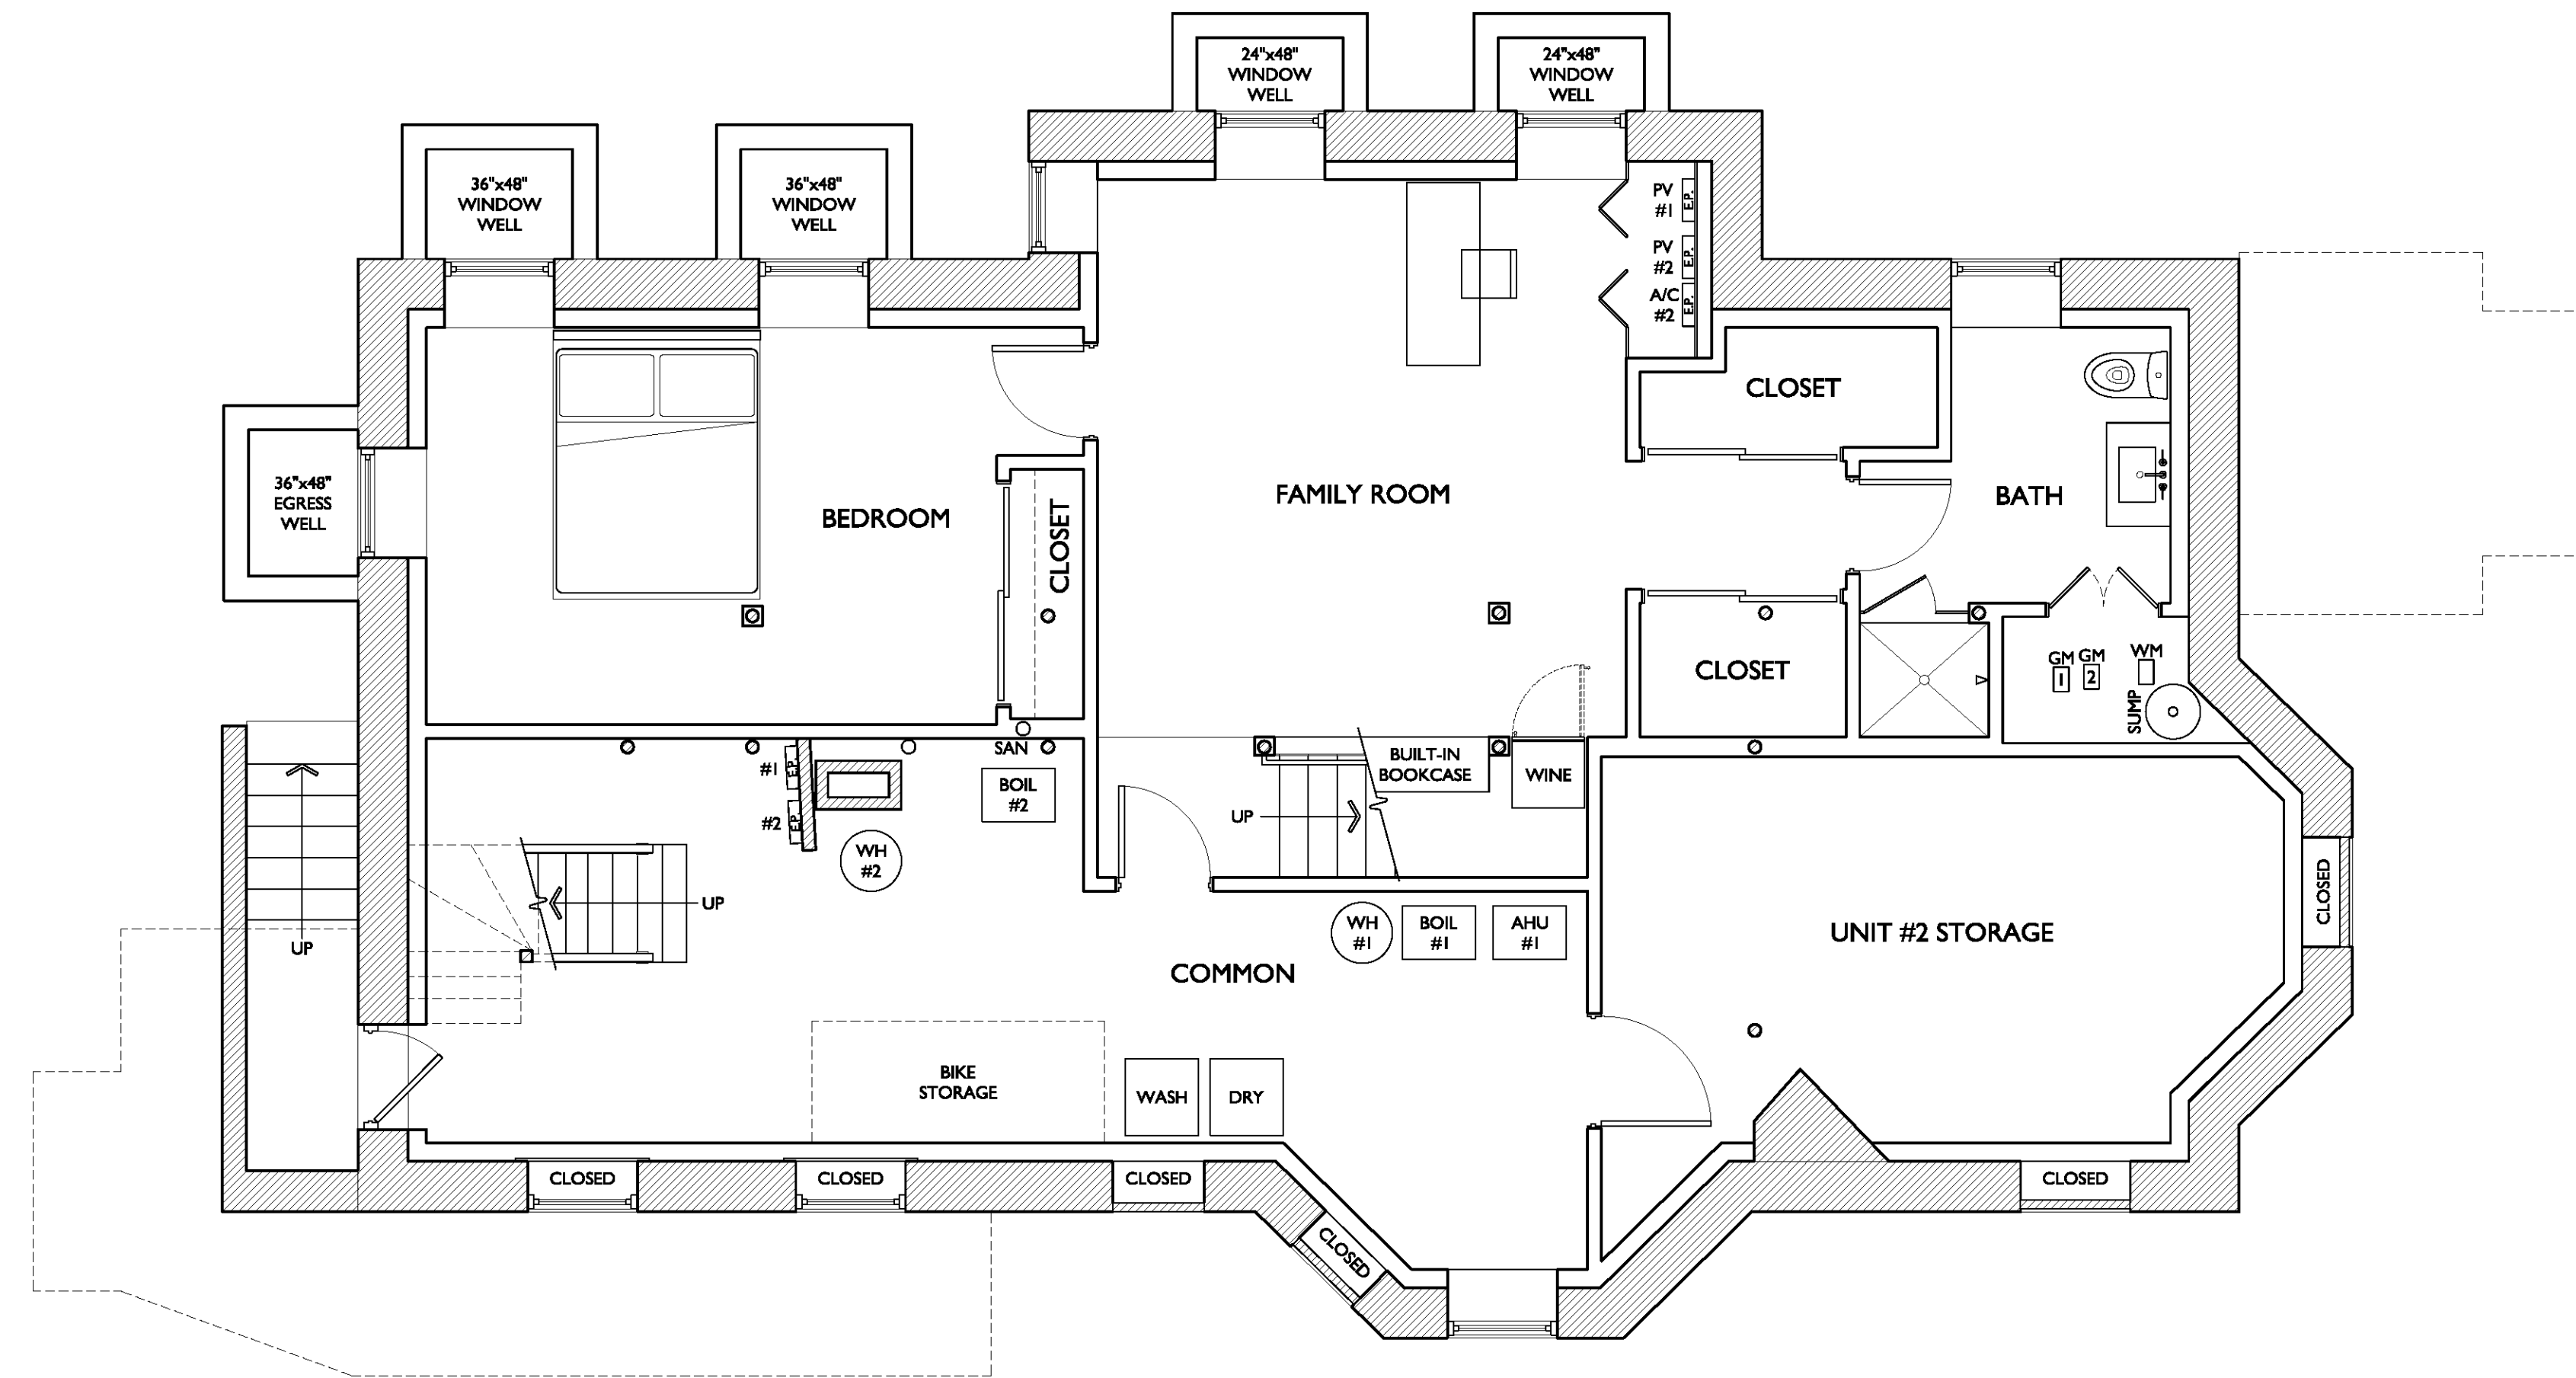 24"x48"
WINDOW
WELL
24"x48"
WINDOW
WELL
36"x48"
WINDOW
WELL
36"x48"
WINDOW
WELL
PV
#1
E.P.
PV
#2
E.P.
A/C
#2
E.P.
CLOSET
36"x48"
EGRESS
WELL
BEDROOM
CLOSET
FAMILY ROOM
BATH
CLOSET
GM
1
GM
2
WM
SUMP
SAN
#1
E.P.
#2
E.P.
BOIL
#2
WH
#2
UP
BUILT-IN
BOOKCASE
WINE
UP
UP
WH
#1
BOIL
#1
AHU
#1
UNIT #2 STORAGE
CLOSED
COMMON
BIKE
STORAGE
WASH
DRY
CLOSED
CLOSED
CLOSED
CLOSED
CLOSED